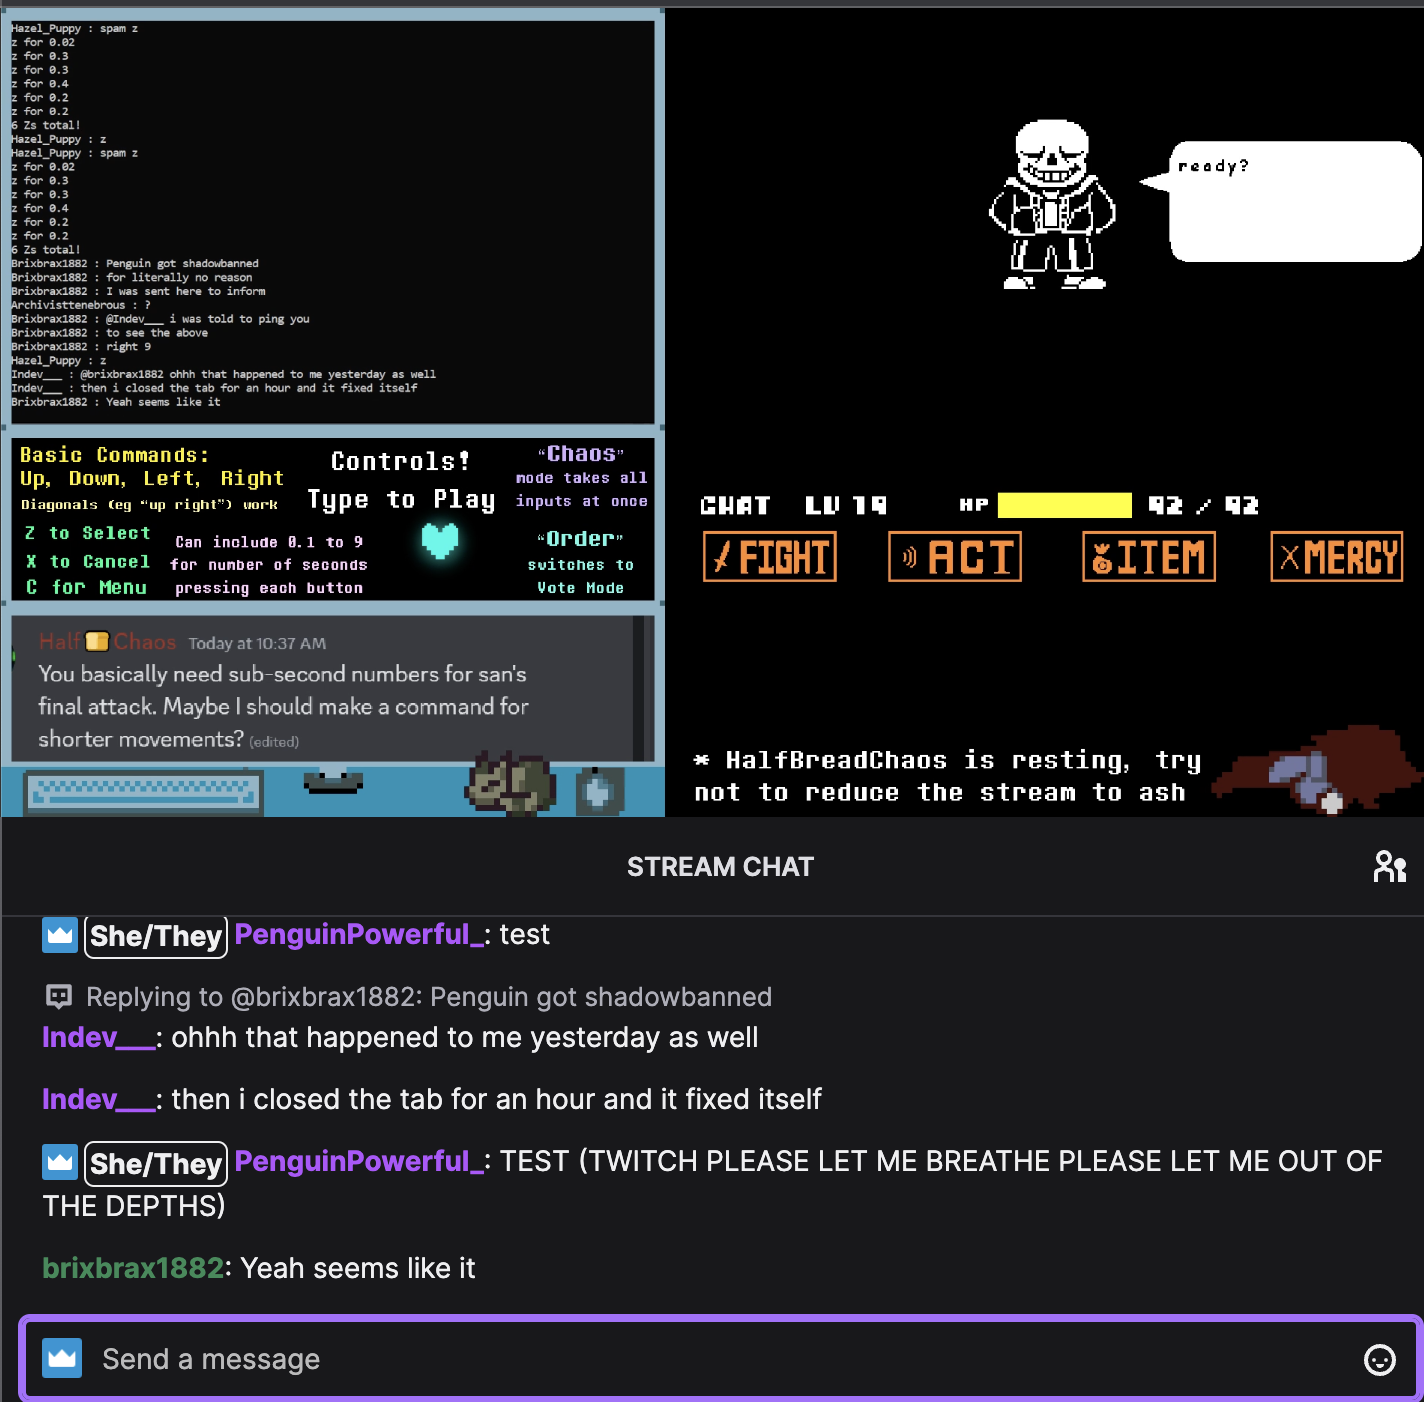 Hazel_Puppy : spam z
z for 0.02
z for 0.3
z for 0.3
z for 0.4
z for 0.2
z for 0.2
6 Zs total!
Hazel_Puppy : z
Hazel_Puppy : spam z
z for 0.02
z for 0.3
z for 0.3
z for 0.4
z for 0.2
z for 0.2
6 Zs total!
Brixbrax1882 : Penguin got shadowbanned
Brixbrax1882 : for literally no reason
Brixbrax1882 : I was sent here to inform
Archivisttenebrous : ?
Brixbrax1882 : @Indev___ i was told to ping you
Brixbrax1882 : to see the above
Brixbrax1882 : right 9
Hazel_Puppy : z
Indev___ : @brixbrax1882 ohhh that happened to me yesterday as well
Indev___ : then i closed the tab for an hour and it fixed itself
Brixbrax1882 : Yeah seems like it
Basic Commands:
Up, Down, Left, Right
Diagonals (eg “up right”) work
Z to Select
X to Cancel
C for Menu
Controls!
Type to Play
Can include 0.1 to 9
for number of seconds
pressing each button
“Chaos”
mode takes all
inputs at once
“Order”
switches to
Vote Mode
Half Chaos Today at 10:37 AM
You basically need sub-second numbers for san's
final attack. Maybe I should make a command for
shorter movements? (edited)
ready?
CHAT LV 19 HP 92 / 92
FIGHT ACT ITEM MERCY
* HalfBreadChaos is resting, try
not to reduce the stream to ash
STREAM CHAT
She/They PenguinPowerful_: test
Replying to @brixbrax1882: Penguin got shadowbanned
Indev___: ohhh that happened to me yesterday as well
Indev___: then i closed the tab for an hour and it fixed itself
She/They PenguinPowerful_: TEST (TWITCH PLEASE LET ME BREATHE PLEASE LET ME OUT OF
THE DEPTHS)
brixbrax1882: Yeah seems like it
Send a message